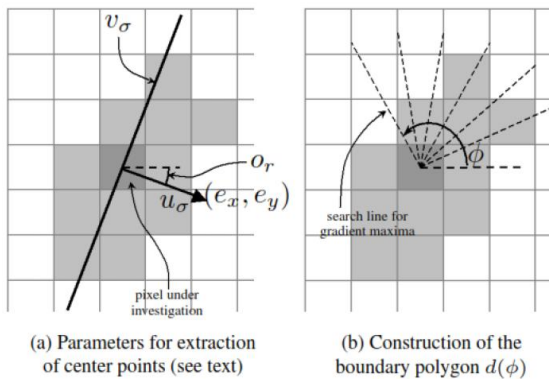 v_σ
o_r
u_σ
(e_x, e_y)
pixel under
investigation
(a) Parameters for extraction
of center points (see text)
ϕ
search line for
gradient maxima
(b) Construction of the
boundary polygon d(ϕ)